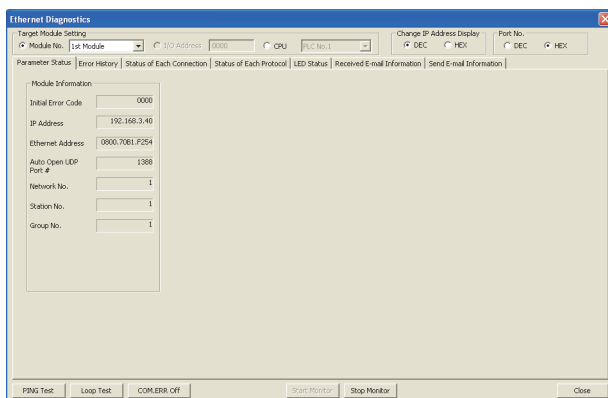 Ethernet Diagnostics
Target Module Setting
Module No. 1st Module I/O Address 0000 CPU PLC No.1
Change IP Address Display
DEC HEX
Port No.
DEC HEX
Parameter Status Error History Status of Each Connection Status of Each Protocol LED Status Received E-mail Information Send E-mail Information
Module Information
Initial Error Code 0000
IP Address 192.168.3.40
Ethernet Address 0800.70B1.F254
Auto Open UDP
Port # 1388
Network No. 1
Station No. 1
Group No. 1
PING Test Loop Test COM.ERR Off Start Monitor Stop Monitor Close